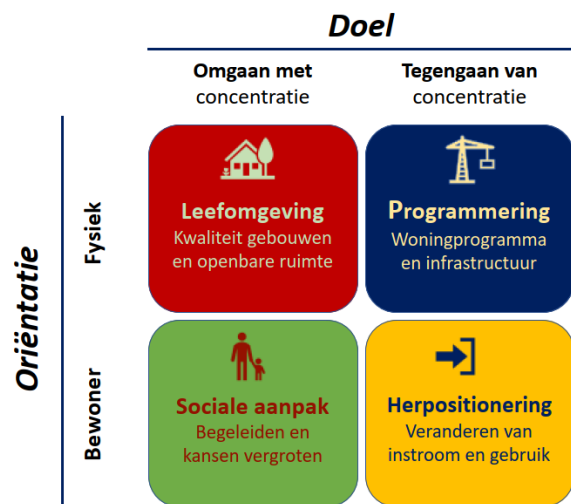 Doel
Omgaan met
concentratie
Tegengaan van
concentratie
Oriëntatie
Fysiek
Leefomgeving
Kwaliteit gebouwen
en openbare ruimte
Programmering
Woningprogramma
en infrastructuur
Bewoner
Sociale aanpak
Begeleiden en
kansen vergroten
Herpositionering
Veranderen van
instroom en gebruik